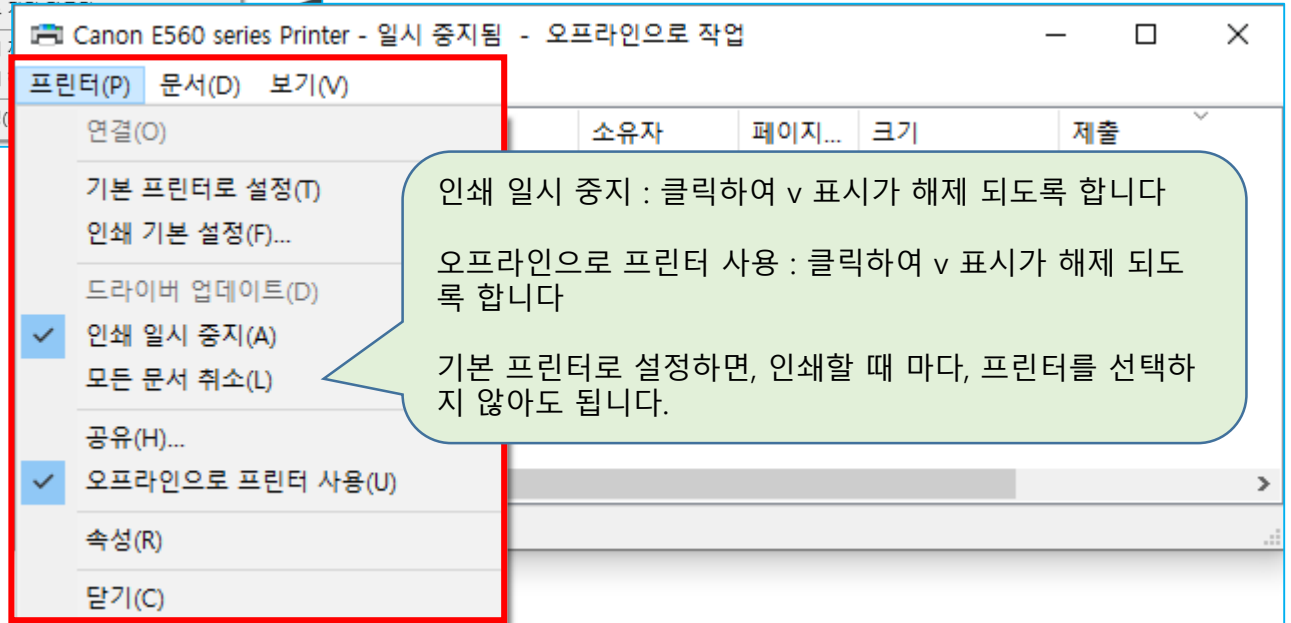 Canon E560 series Printer - 일시 중지됨 - 오프라인으로 작업
프린터(P) 문서(D) 보기(V)
소유자 페이지... 크기 제출
연결(O)
기본 프린터로 설정(T)
인쇄 기본 설정(F)...
드라이버 업데이트(D)
인쇄 일시 중지(A)
모든 문서 취소(L)
공유(H)...
오프라인으로 프린터 사용(U)
속성(R)
닫기(C)
인쇄 일시 중지 : 클릭하여 v 표시가 해제 되도록 합니다
오프라인으로 프린터 사용 : 클릭하여 v 표시가 해제 되도
록 합니다
기본 프린터로 설정하면, 인쇄할 때 마다, 프린터를 선택하
지 않아도 됩니다.